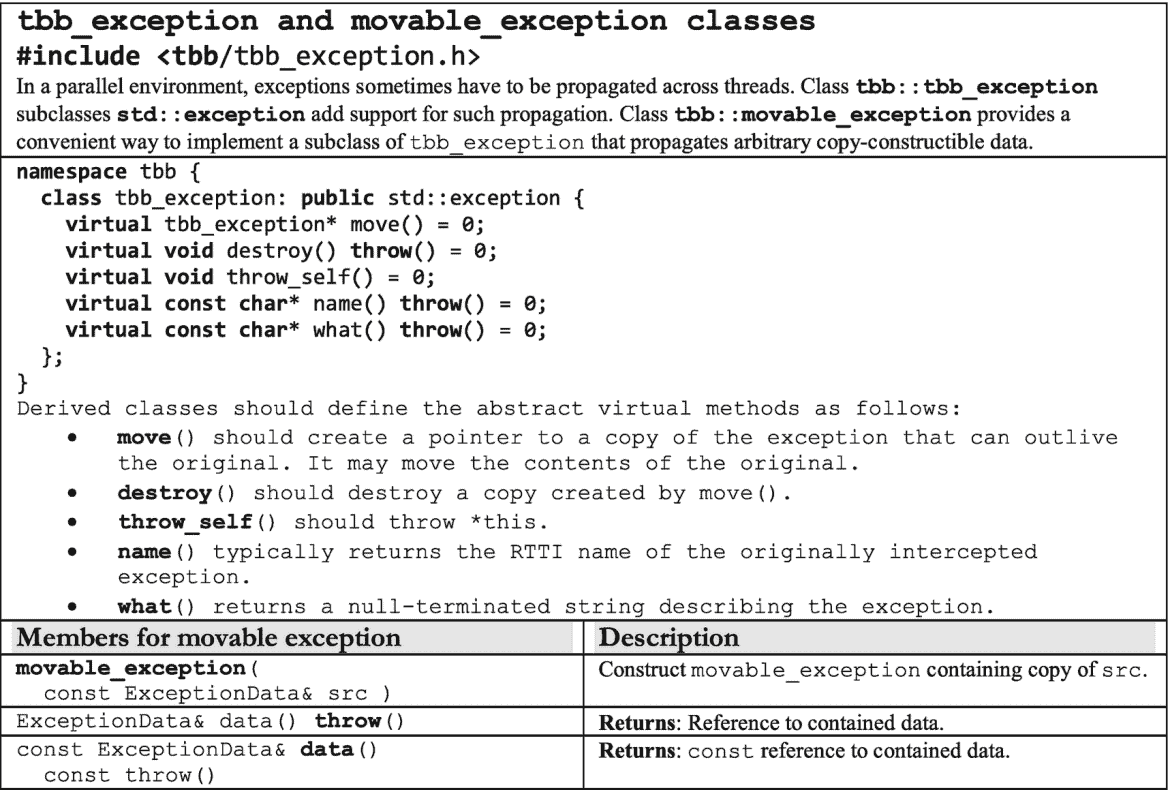 tbb_exception and movable_exception classes
#include <tbb/tbb_exception.h>
In a parallel environment, exceptions sometimes have to be propagated across threads. Class tbb::tbb_exception
subclasses std::exception add support for such propagation. Class tbb::movable_exception provides a
convenient way to implement a subclass of tbb_exception that propagates arbitrary copy-constructible data.
namespace tbb {
  class tbb_exception: public std::exception {
    virtual tbb_exception* move() = 0;
    virtual void destroy() throw() = 0;
    virtual void throw_self() = 0;
    virtual const char* name() throw() = 0;
    virtual const char* what() throw() = 0;
  };
}
Derived classes should define the abstract virtual methods as follows:
• move() should create a pointer to a copy of the exception that can outlive
the original. It may move the contents of the original.
• destroy() should destroy a copy created by move().
• throw_self() should throw *this.
• name() typically returns the RTTI name of the originally intercepted
exception.
• what() returns a null-terminated string describing the exception.
Members for movable exception
Description
movable_exception(
  const ExceptionData& src )
Construct movable_exception containing copy of src.
ExceptionData& data() throw()
Returns: Reference to contained data.
const ExceptionData& data()
  const throw()
Returns: const reference to contained data.